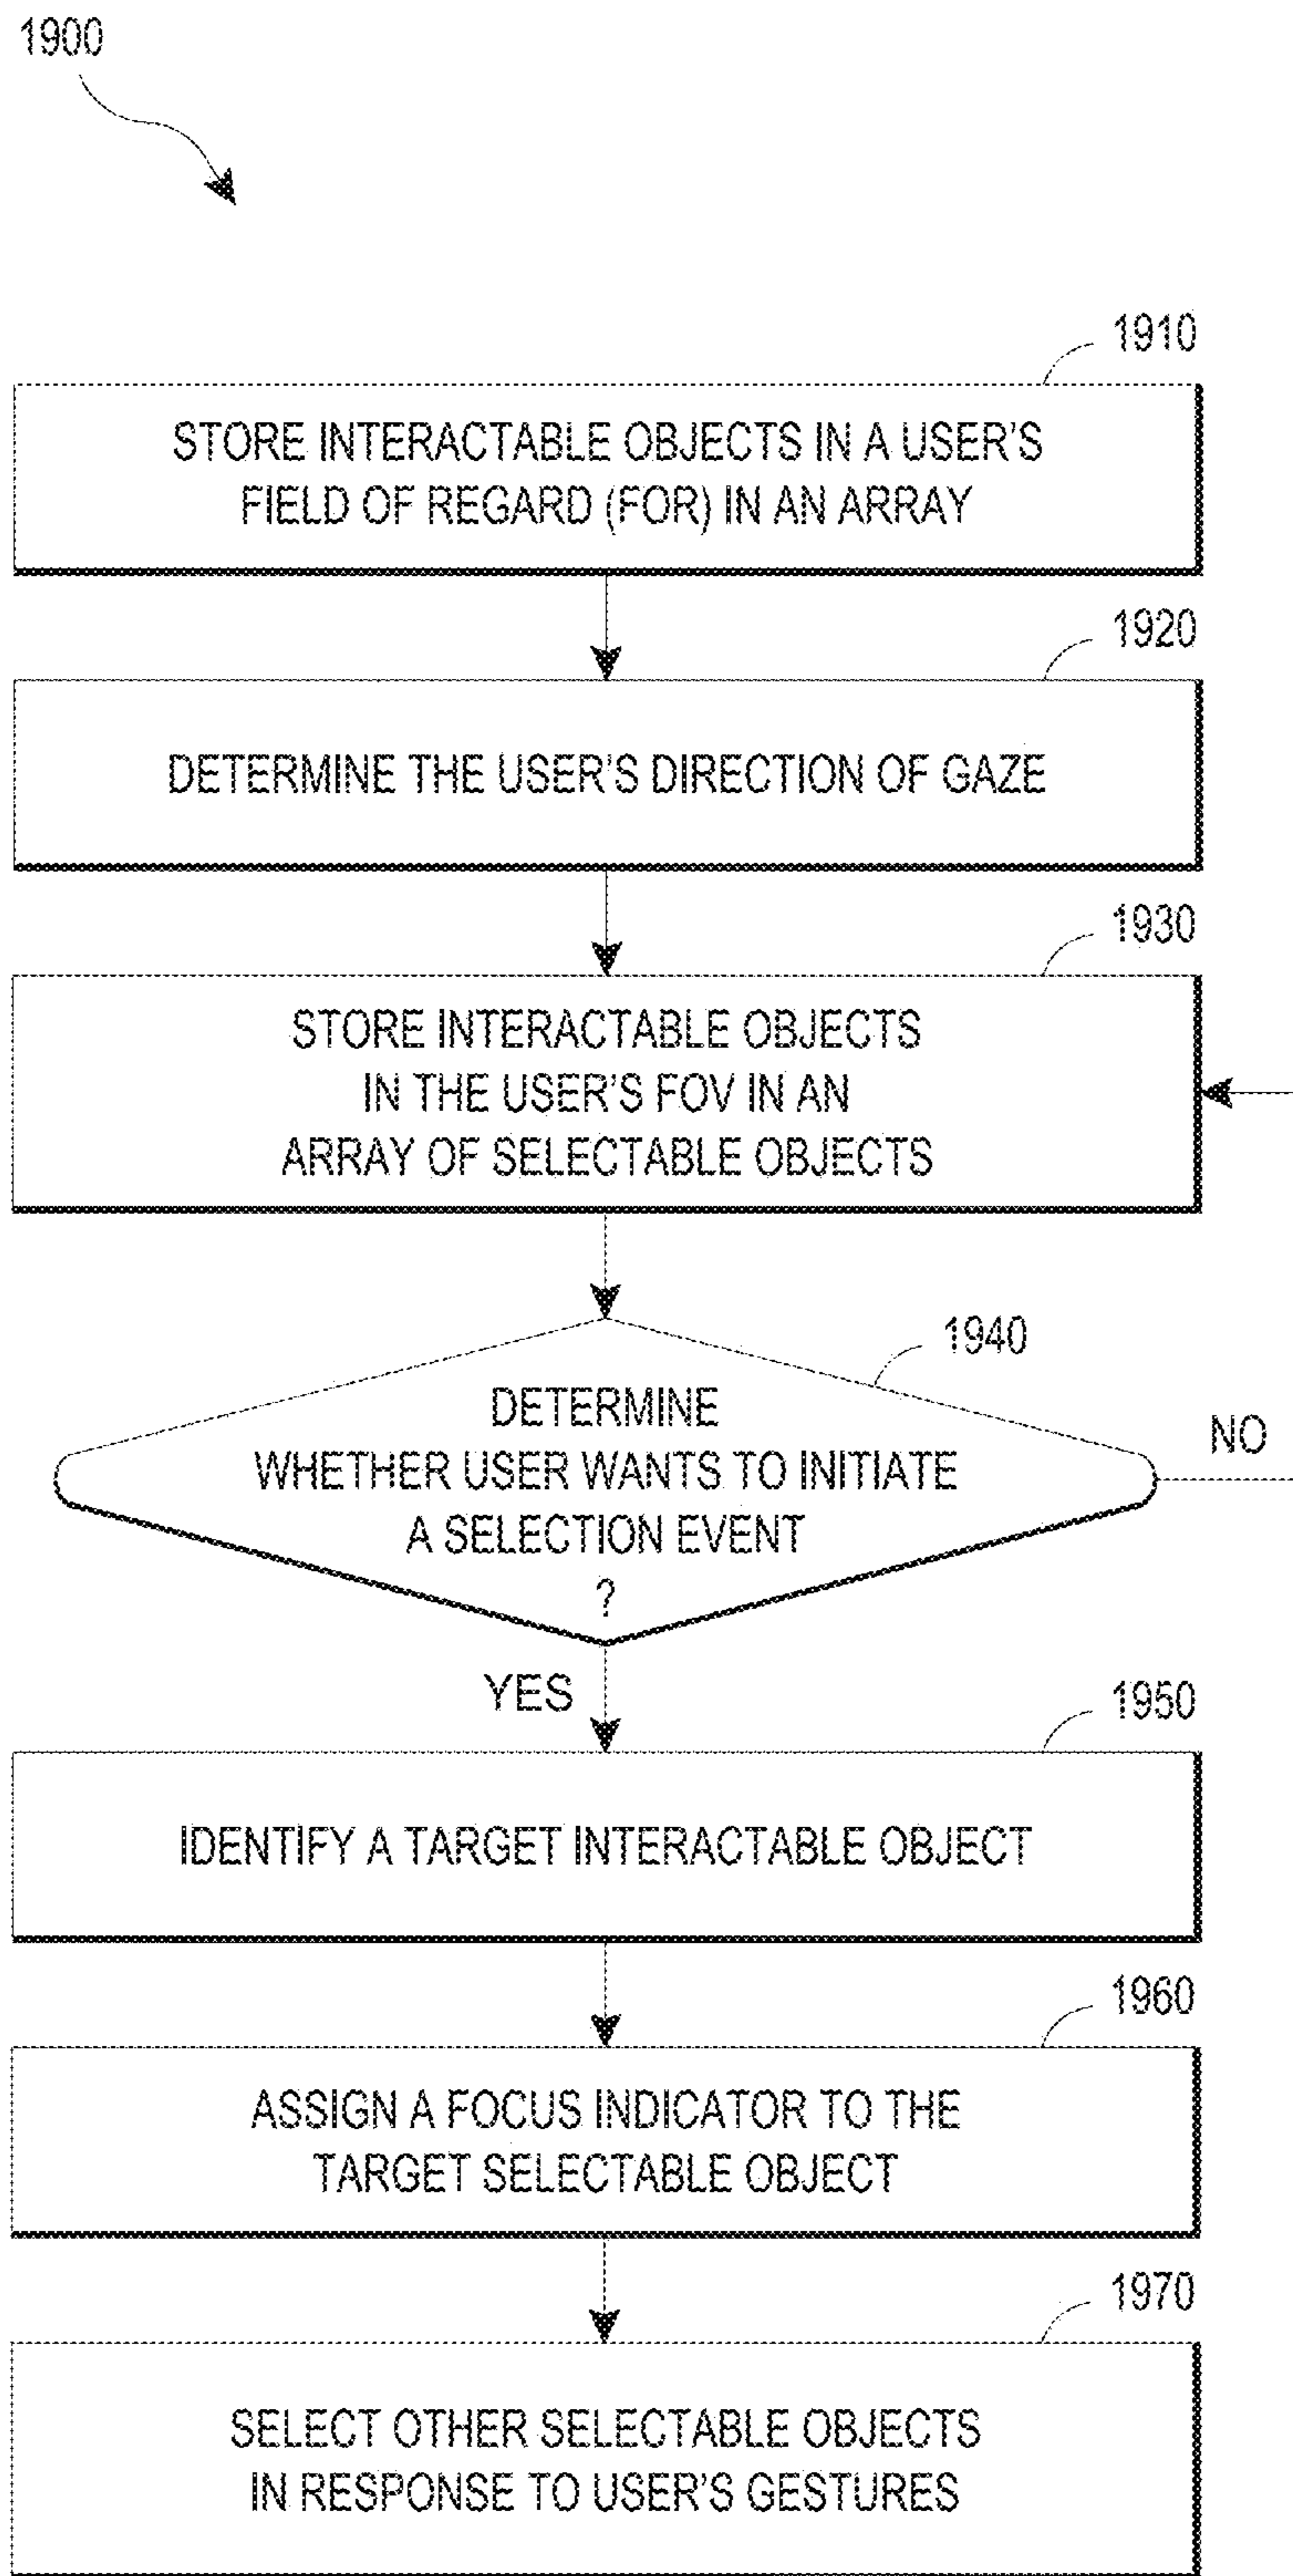 1900
1910
STORE INTERACTABLE OBJECTS IN A USER'S
FIELD OF REGARD (FOR) IN AN ARRAY
1920
DETERMINE THE USER'S DIRECTION OF GAZE
1930
STORE INTERACTABLE OBJECTS
IN THE USER'S FOV IN AN
ARRAY OF SELECTABLE OBJECTS
1940
DETERMINE
WHETHER USER WANTS TO INITIATE
A SELECTION EVENT
?
NO
YES
1950
IDENTIFY A TARGET INTERACTABLE OBJECT
1960
ASSIGN A FOCUS INDICATOR TO THE
TARGET SELECTABLE OBJECT
1970
SELECT OTHER SELECTABLE OBJECTS
IN RESPONSE TO USER'S GESTURES